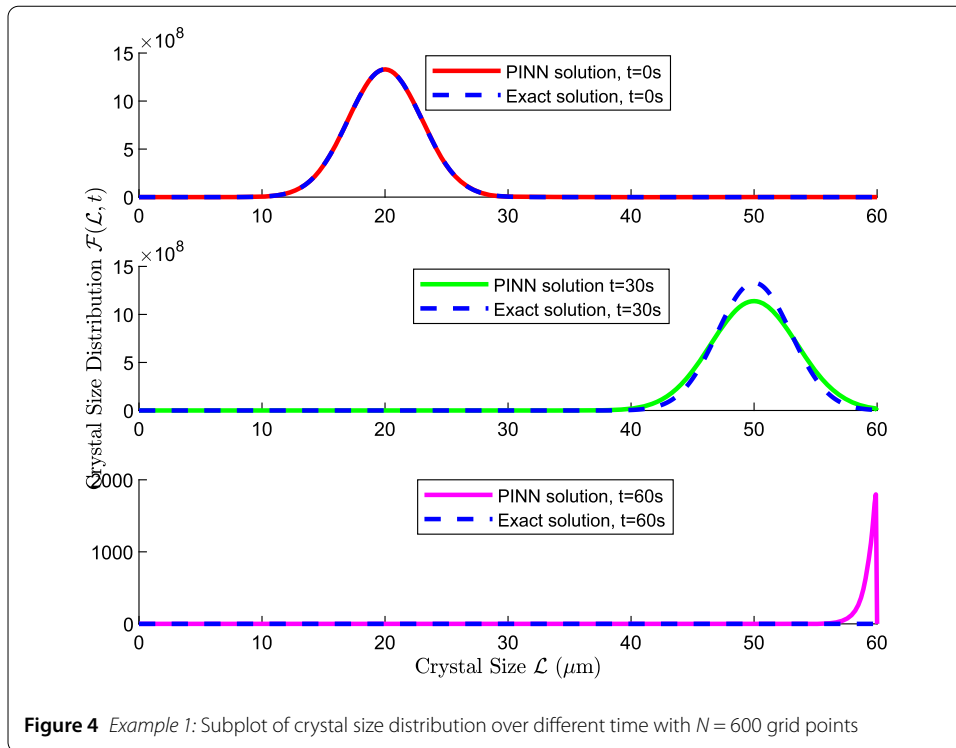 ×10⁸
15
10
5
0
PINN solution, t=0s
Exact solution, t=0s
0 10 20 30 40 50 60
×10⁸
15
10
5
0
PINN solution t=30s
Exact solution, t=30s
0 10 20 30 40 50 60
2000
1000
0
PINN solution, t=60s
Exact solution, t=60s
0 10 20 30 40 50 60
Crystal Size Distribution ℱ(ℒ, t)
Crystal Size ℒ (μm)
Figure 4 Example 1: Subplot of crystal size distribution over different time with N = 600 grid points